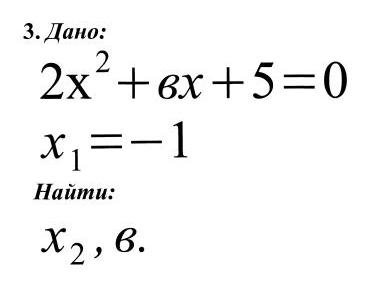 3. Дано:
2x² + вx + 5 = 0
x₁ = −1
Найти:
x₂, в.